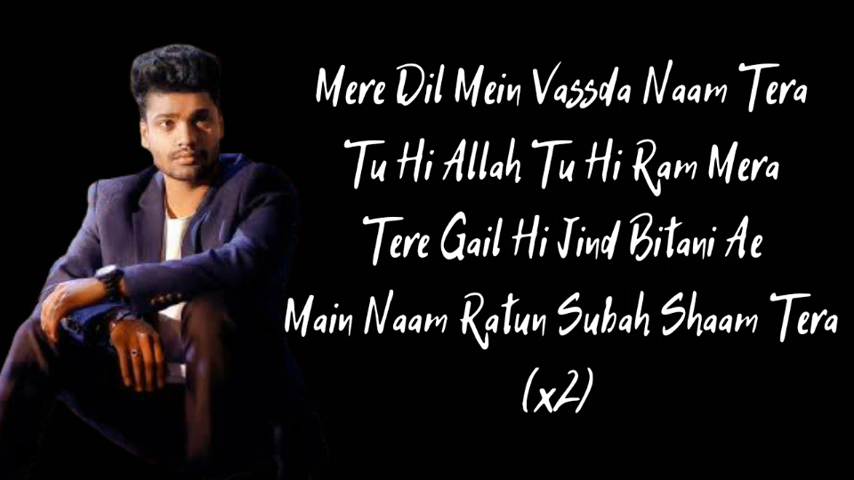 Mere Dil Mein Vassda Naam Tera
Tu Hi Allah Tu Hi Ram Mera
Tere Gail Hi Jind Bitani Ae
Main Naam Ratun Subah Shaam Tera
(x2)